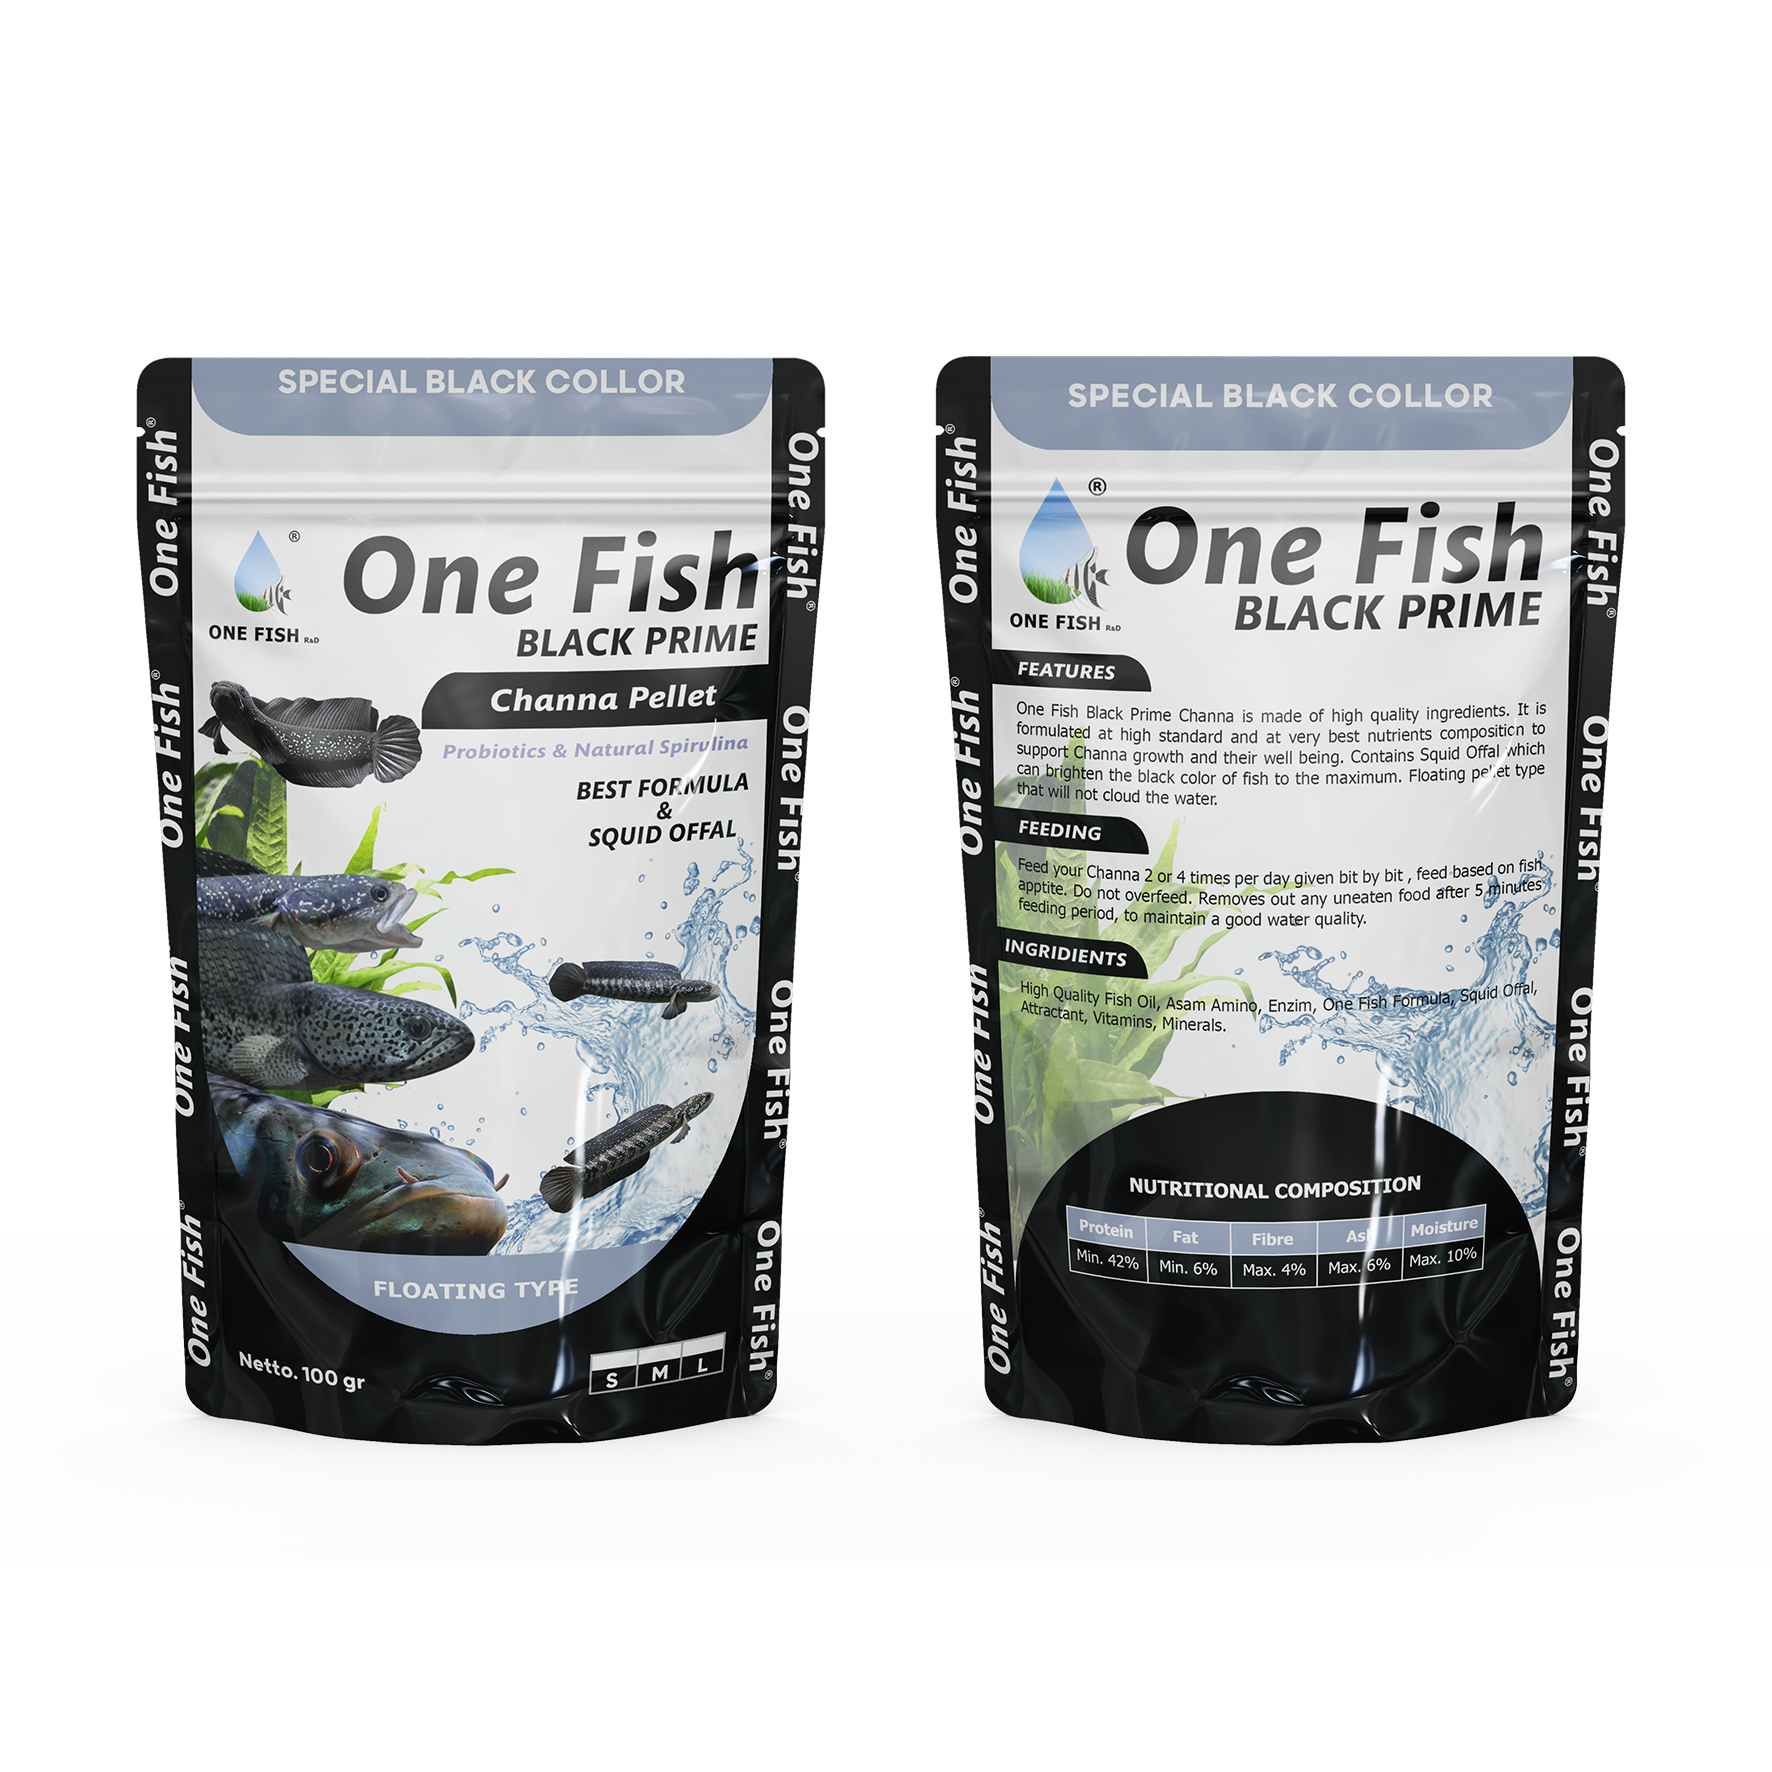 SPECIAL BLACK COLLOR
®
One Fish
ONE FISH R&D
BLACK PRIME
Channa Pellet
Probiotics & Natural Spirulina
BEST FORMULA
&
SQUID OFFAL
FLOATING TYPE
Netto. 100 gr
S M L
One Fish®
One Fish®
One Fish®
One Fish®
One Fish®
One Fish®
One Fish®
One Fish®
SPECIAL BLACK COLLOR
®
One Fish
ONE FISH R&D
BLACK PRIME
FEATURES
One Fish Black Prime Channa is made of high quality ingredients. It is
formulated at high standard and at very best nutrients composition to
support Channa growth and their well being. Contains Squid Offal which
can brighten the black color of fish to the maximum. Floating pellet type
that will not cloud the water.
FEEDING
Feed your Channa 2 or 4 times per day given bit by bit , feed based on fish
apptite. Do not overfeed. Removes out any uneaten food after 5 minutes
feeding period, to maintain a good water quality.
INGRIDIENTS
High Quality Fish Oil, Asam Amino, Enzim, One Fish Formula, Squid Offal,
Attractant, Vitamins, Minerals.
NUTRITIONAL COMPOSITION
Protein Fat Fibre Ash Moisture
Min. 42% Min. 6% Max. 4% Max. 6% Max. 10%
One Fish®
One Fish®
One Fish®
One Fish®
One Fish®
One Fish®
One Fish®
One Fish®